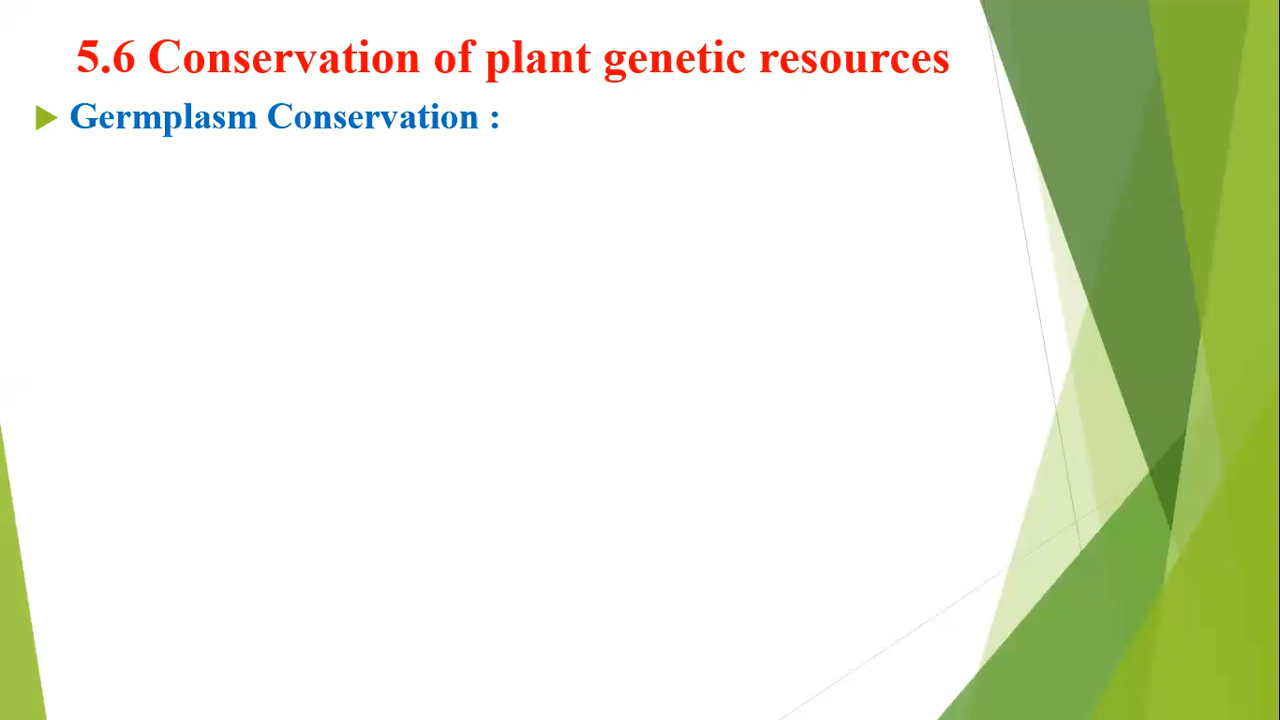 5.6 Conservation of plant genetic resources
Germplasm Conservation :